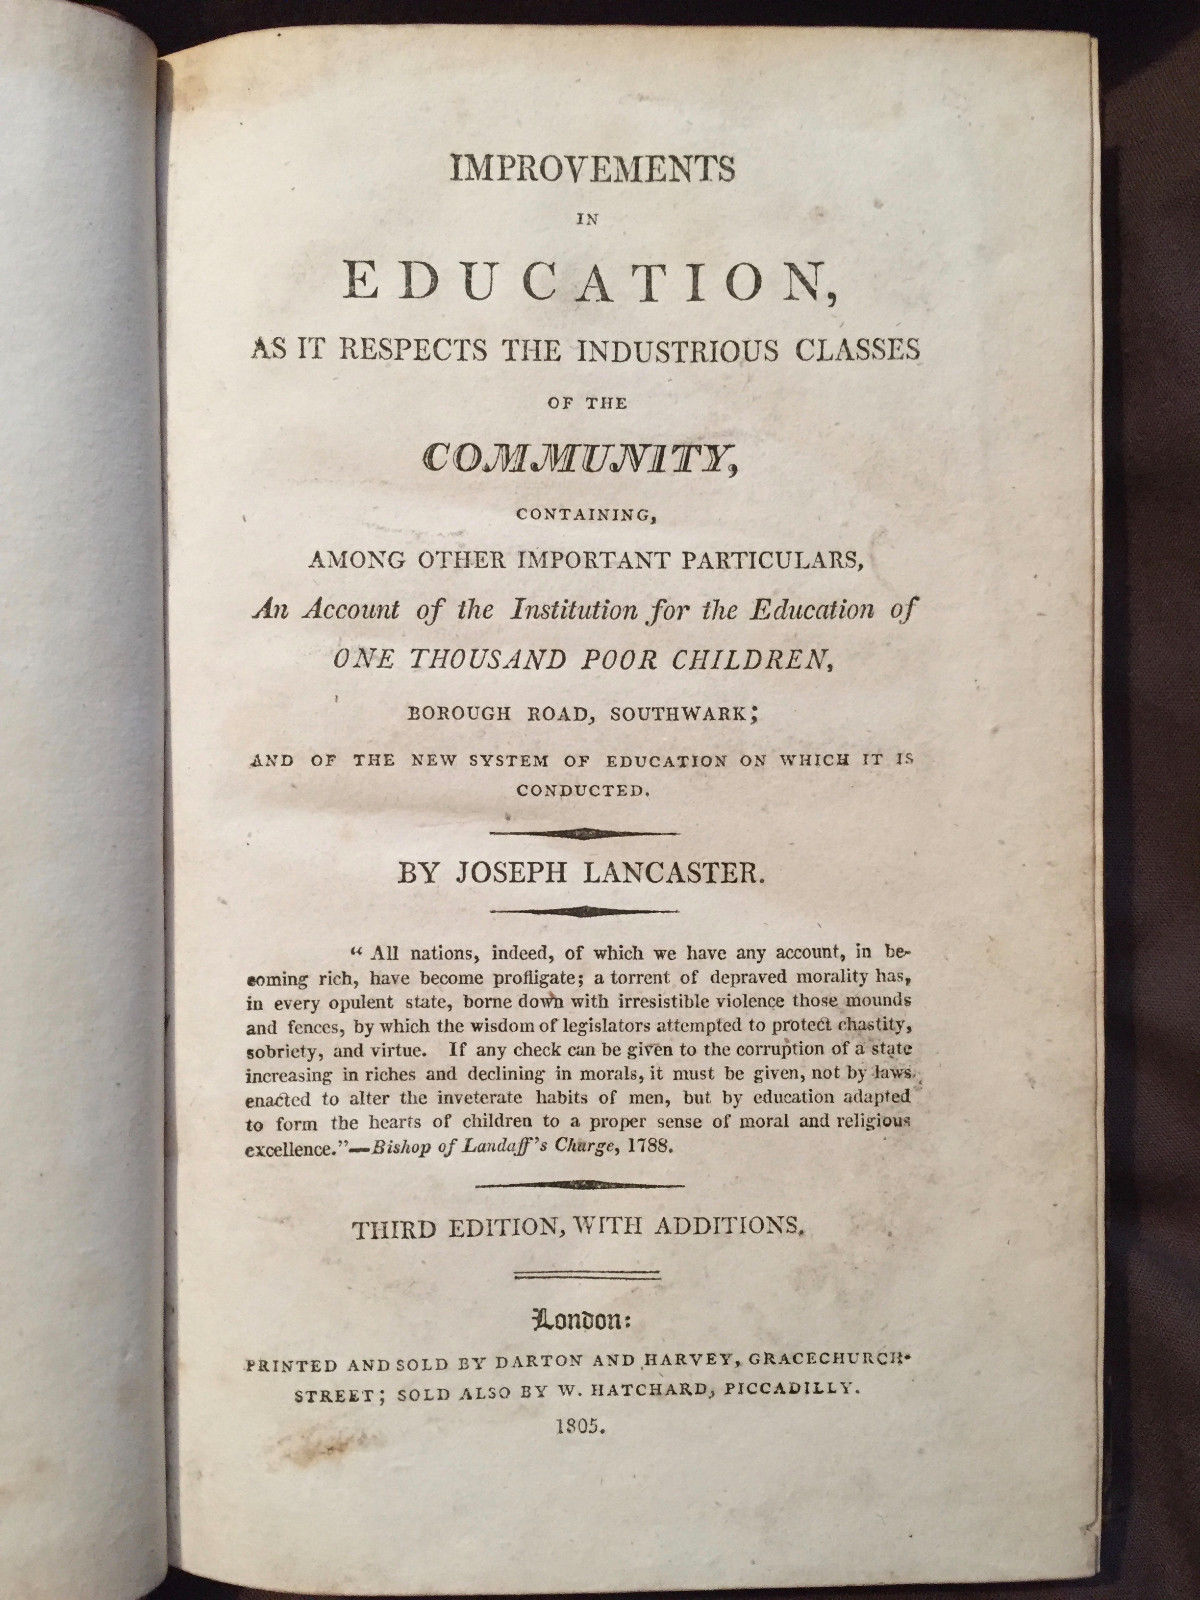 IMPROVEMENTS
IN
EDUCATION,
AS IT RESPECTS THE INDUSTRIOUS CLASSES
OF THE
COMMUNITY,
CONTAINING,
AMONG OTHER IMPORTANT PARTICULARS,
An Account of the Institution for the Education of
ONE THOUSAND POOR CHILDREN,
BOROUGH ROAD, SOUTHWARK;
AND OF THE NEW SYSTEM OF EDUCATION ON WHICH IT IS
CONDUCTED.
BY JOSEPH LANCASTER.
“ All nations, indeed, of which we have any account, in be-
coming rich, have become profligate; a torrent of depraved morality has,
in every opulent state, borne down with irresistible violence those mounds
and fences, by which the wisdom of legislators attempted to protect chastity,
sobriety, and virtue. If any check can be given to the corruption of a state
increasing in riches and declining in morals, it must be given, not by laws
enacted to alter the inveterate habits of men, but by education adapted
to form the hearts of children to a proper sense of moral and religious
excellence.”—Bishop of Landaff's Charge, 1788.
THIRD EDITION, WITH ADDITIONS.
London:
PRINTED AND SOLD BY DARTON AND HARVEY, GRACECHURCH-
STREET; SOLD ALSO BY W. HATCHARD, PICCADILLY.
1805.